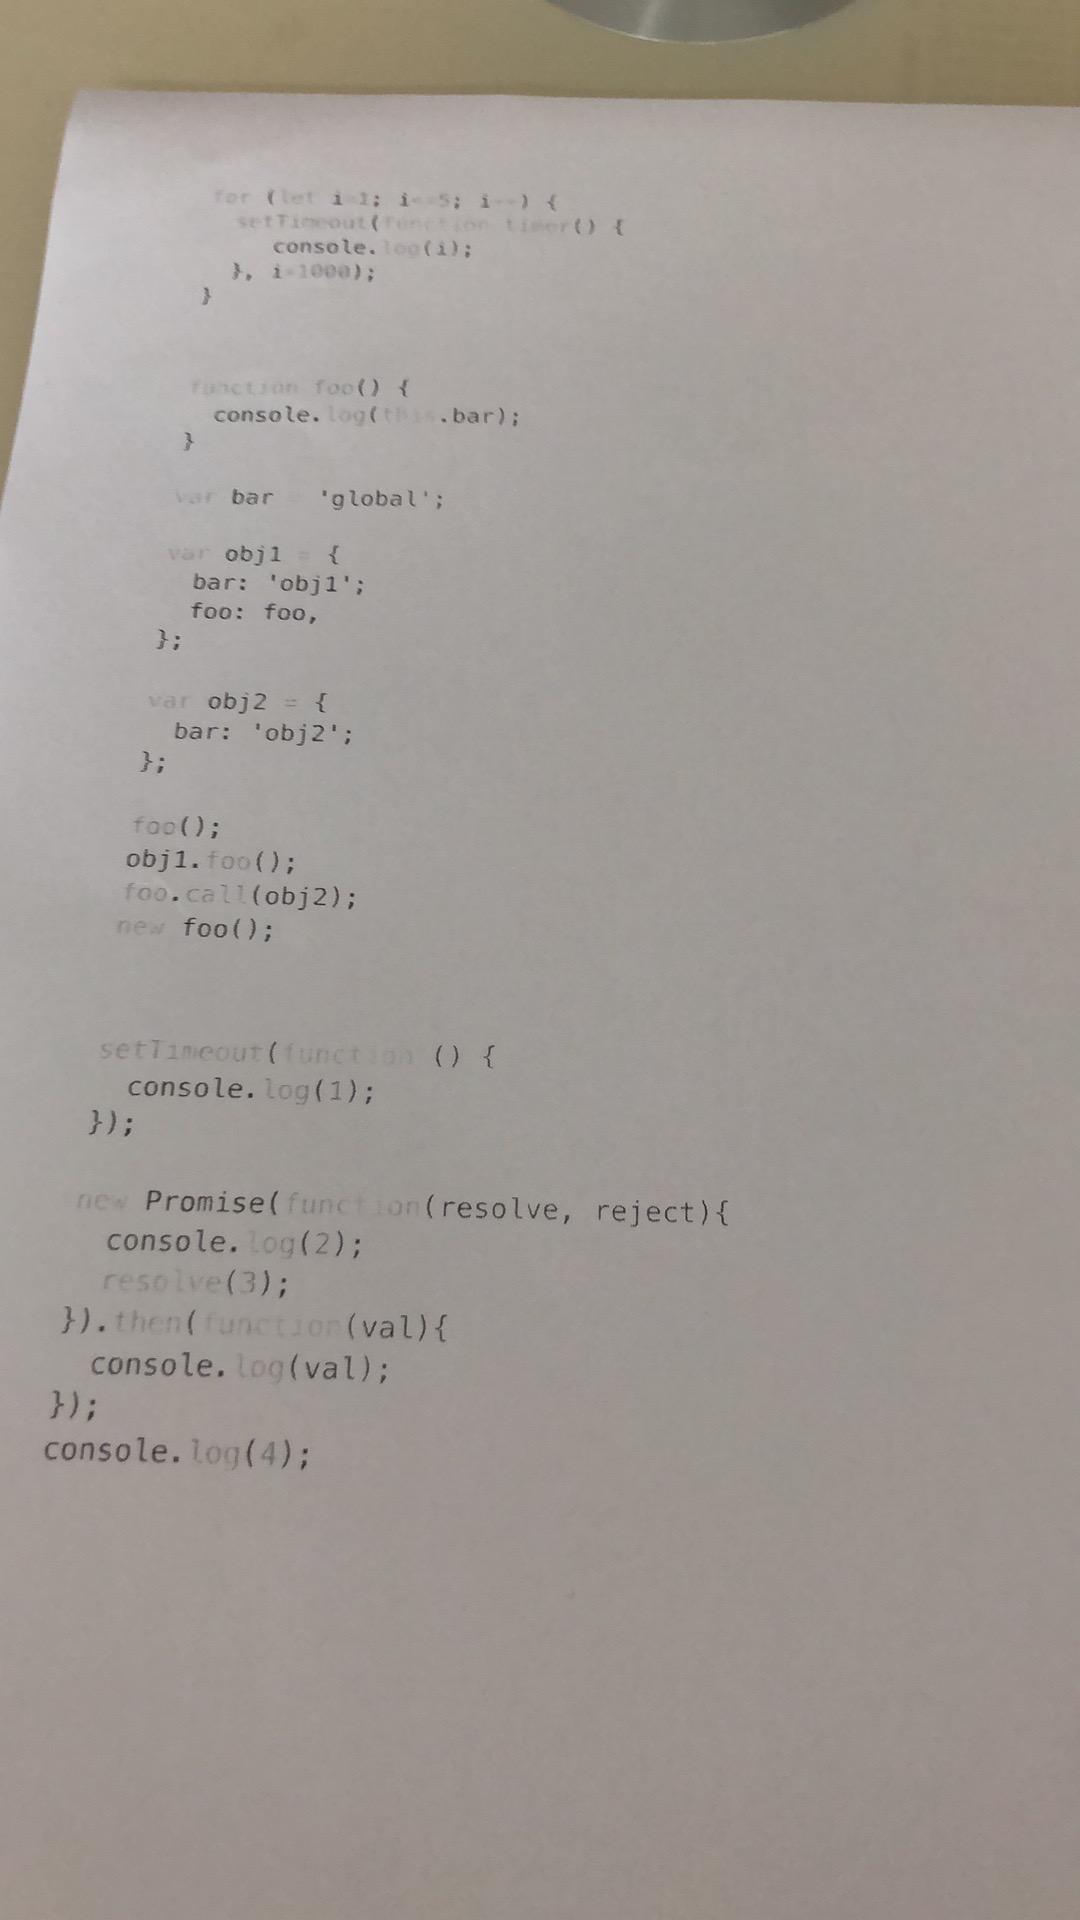 for (let i=1; i<=5; i++) {
setTimeout(function timer() {
console.log(i);
}, i*1000);
}
function foo() {
console.log(this.bar);
}
var bar = 'global';
var obj1 = {
bar: 'obj1';
foo: foo,
};
var obj2 = {
bar: 'obj2';
};
foo();
obj1.foo();
foo.call(obj2);
new foo();
setTimeout(function () {
console.log(1);
});
new Promise(function(resolve, reject){
console.log(2);
resolve(3);
}).then(function(val){
console.log(val);
});
console.log(4);